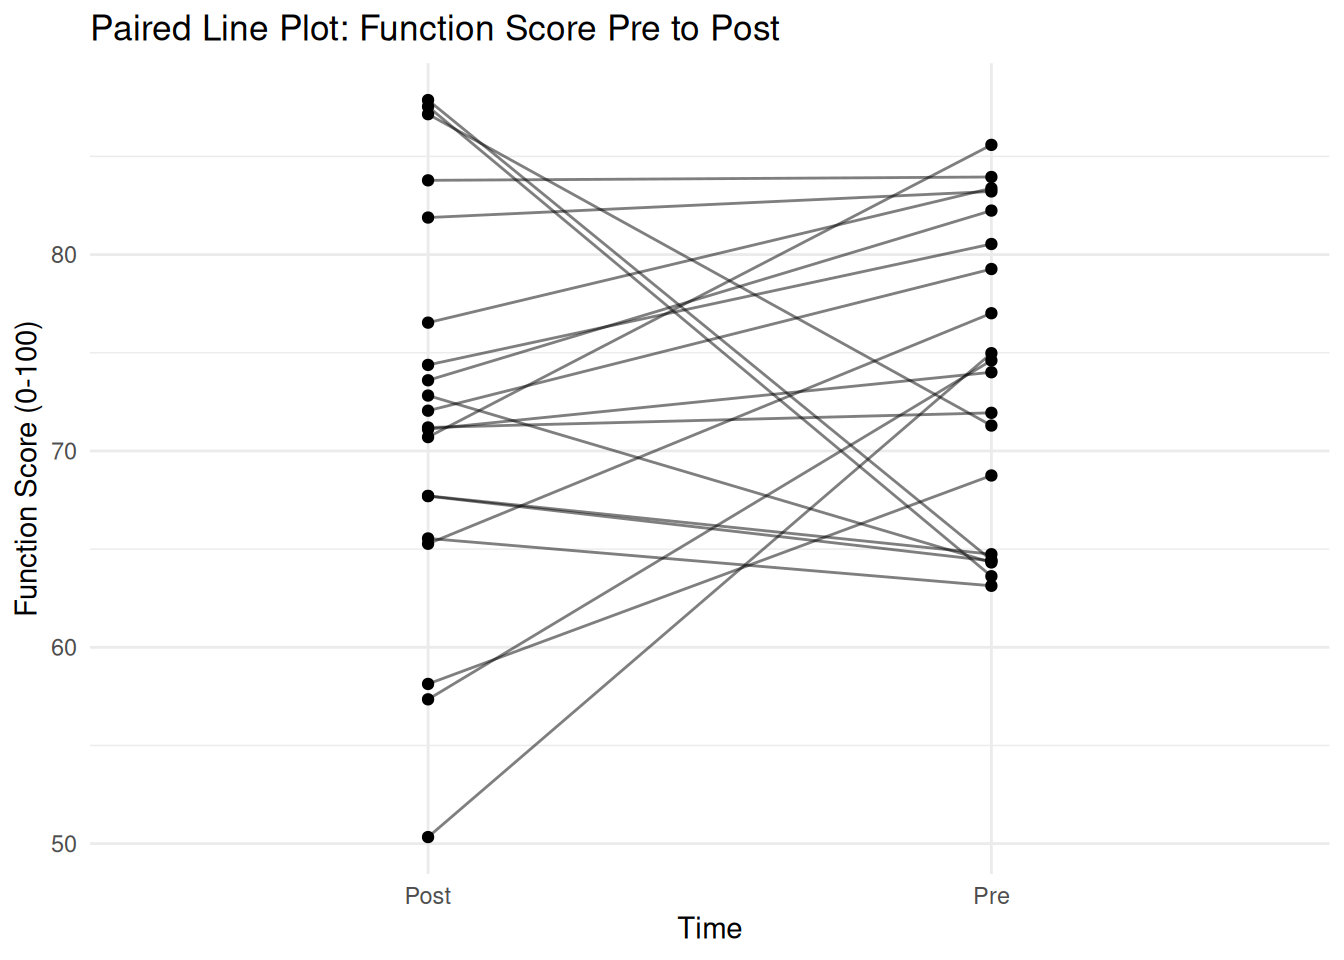 Paired Line Plot: Function Score Pre to Post
Function Score (0-100)
80
70
60
50
Post
Pre
Time